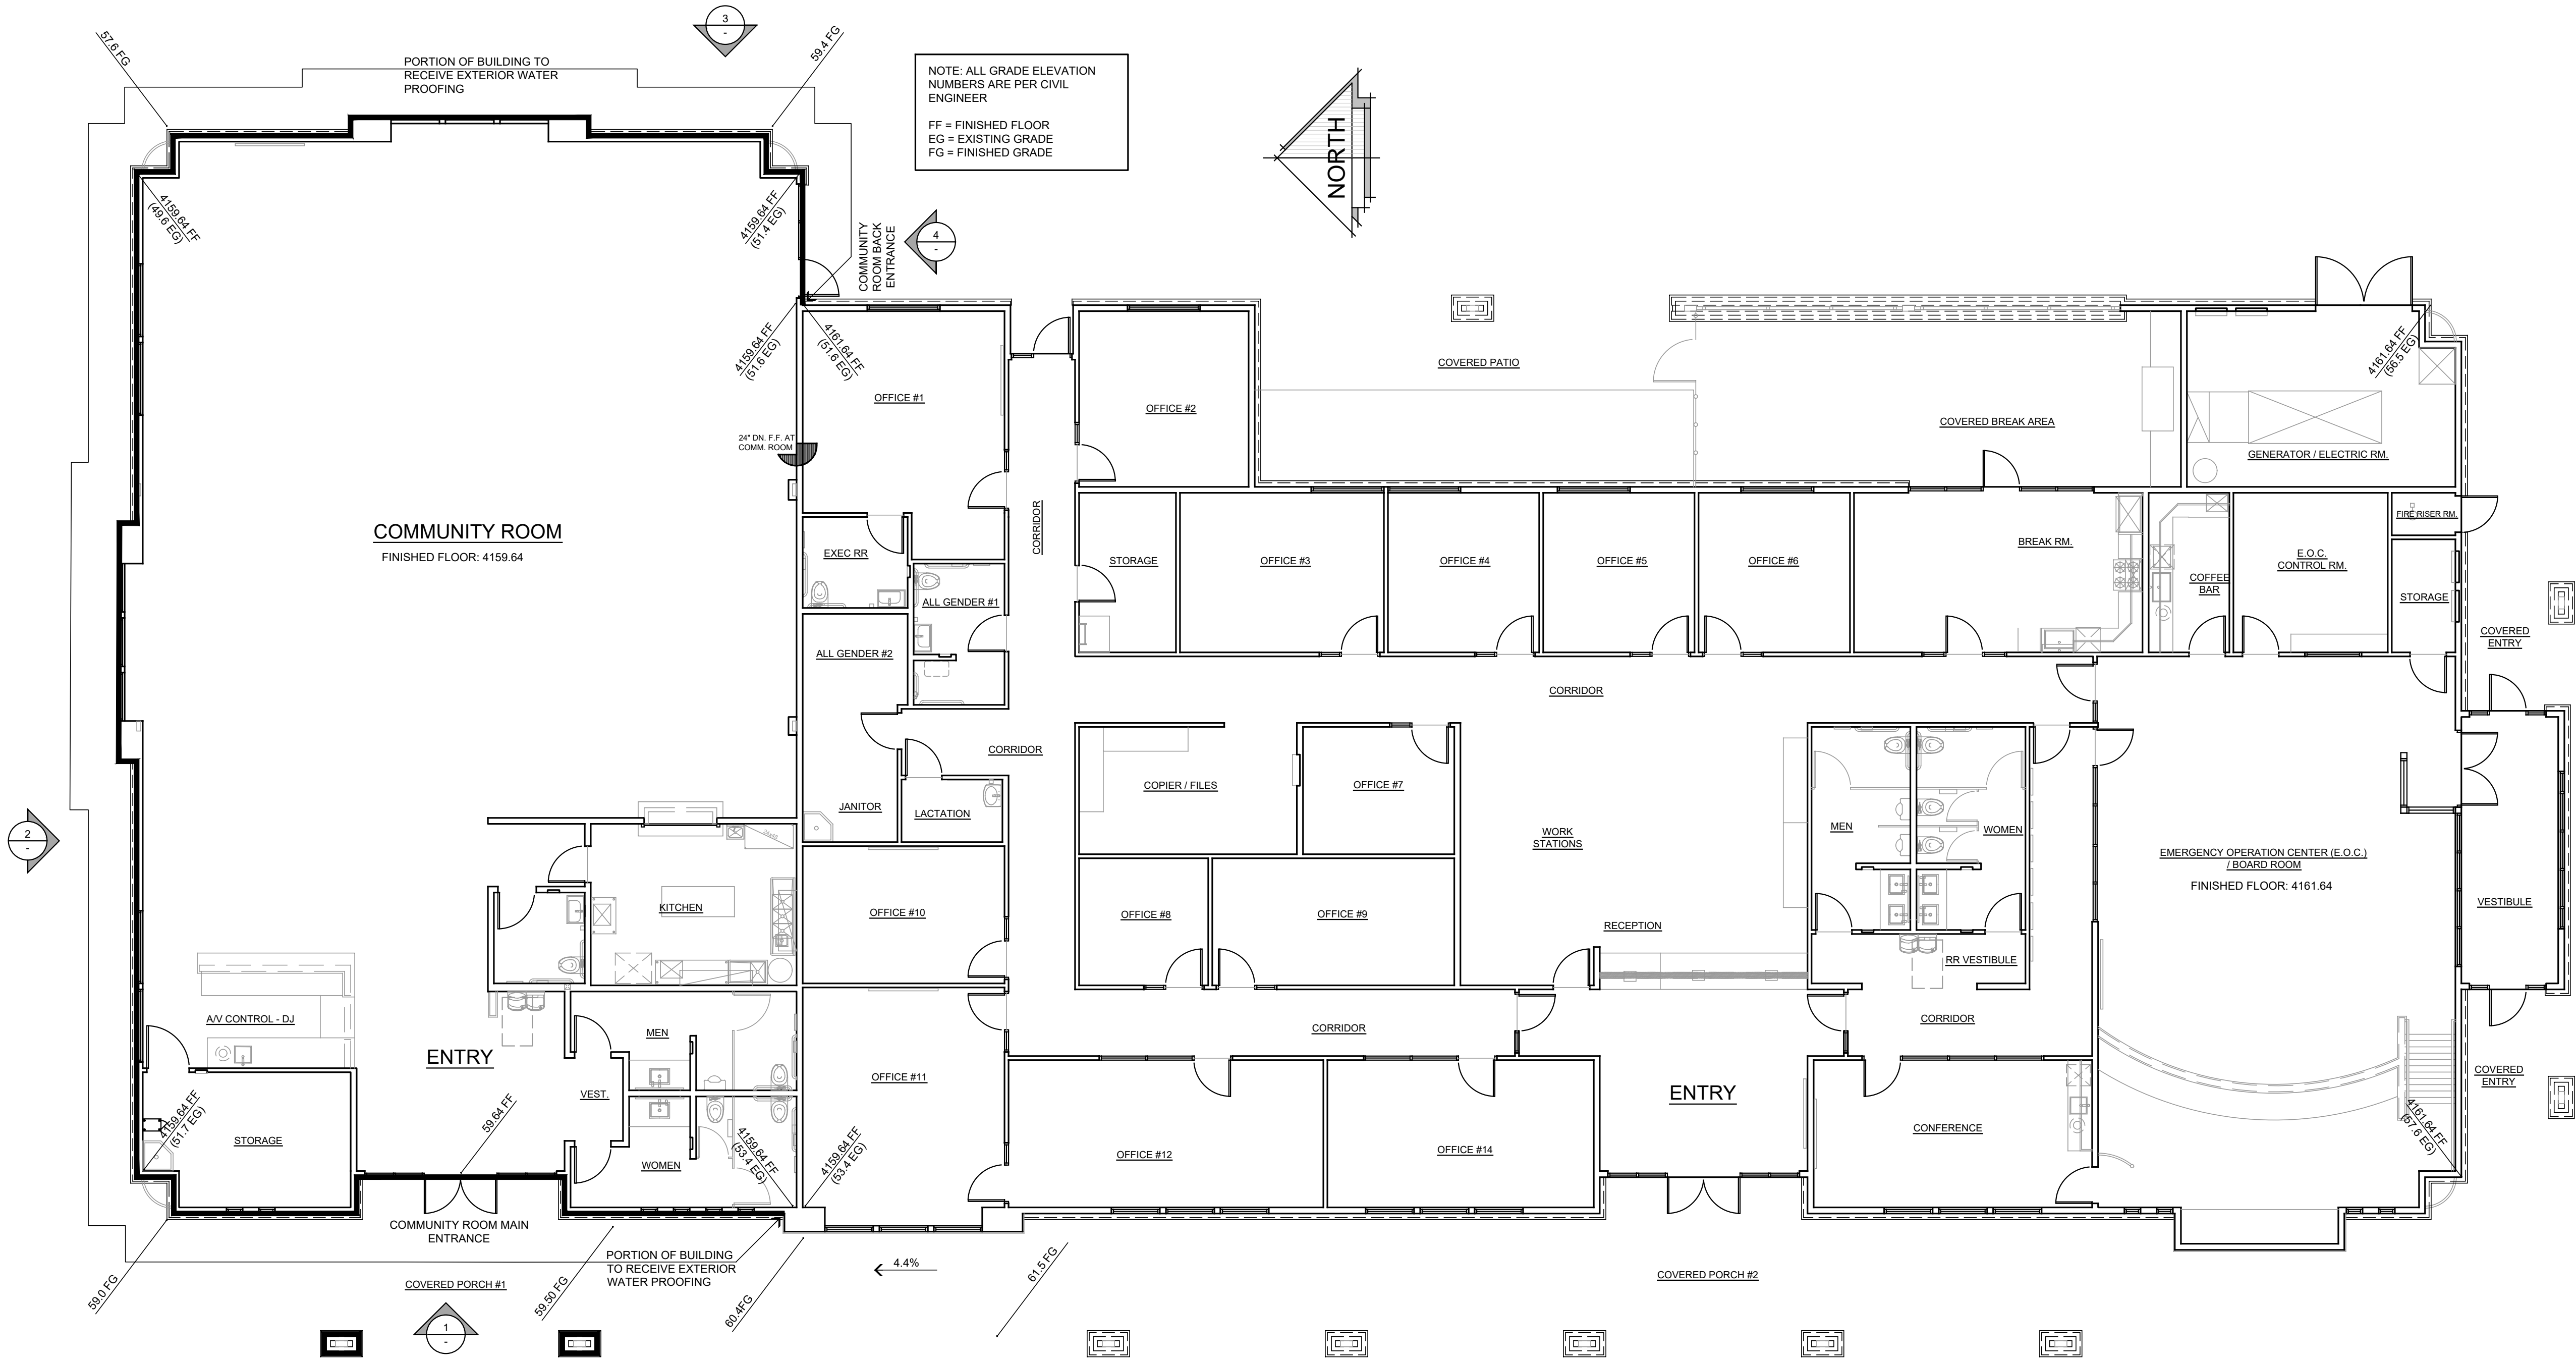 3
-
57.6 FG
59.4 FG
PORTION OF BUILDING TO
RECEIVE EXTERIOR WATER
PROOFING
NOTE: ALL GRADE ELEVATION
NUMBERS ARE PER CIVIL
ENGINEER
FF = FINISHED FLOOR
EG = EXISTING GRADE
FG = FINISHED GRADE
NORTH
4159.64 FF
(49.6 EG)
4159.64 FF
(51.4 EG)
COMMUNITY
ROOM BACK
ENTRANCE
4
-
4159.64 FF
(51.6 EG)
4161.64 FF
(51.6 EG)
4161.64 FF
(56.5 EG)
COVERED PATIO
OFFICE #1
OFFICE #2
COVERED BREAK AREA
24" DN. F.F. AT
COMM. ROOM
GENERATOR / ELECTRIC RM.
COMMUNITY ROOM
FINISHED FLOOR: 4159.64
CORRIDOR
FIRE RISER RM.
EXEC RR
STORAGE
OFFICE #3
OFFICE #4
OFFICE #5
OFFICE #6
BREAK RM.
E.O.C.
CONTROL RM.
COFFEE
BAR
STORAGE
ALL GENDER #1
COVERED
ENTRY
ALL GENDER #2
CORRIDOR
CORRIDOR
COPIER / FILES
OFFICE #7
JANITOR
LACTATION
2
-
24x48
WORK
STATIONS
MEN
WOMEN
EMERGENCY OPERATION CENTER (E.O.C.)
/ BOARD ROOM
FINISHED FLOOR: 4161.64
KITCHEN
OFFICE #10
OFFICE #8
OFFICE #9
RECEPTION
VESTIBULE
RR VESTIBULE
A/V CONTROL - DJ
MEN
ENTRY
CORRIDOR
CORRIDOR
OFFICE #11
VEST.
ENTRY
COVERED
ENTRY
4159.64 FF
(51.7 EG)
59.64 FF
STORAGE
WOMEN
4159.64 FF
(53.4 EG)
4159.64 FF
(53.4 EG)
OFFICE #12
OFFICE #14
CONFERENCE
4161.64 FF
(57.6 EG)
COMMUNITY ROOM MAIN
ENTRANCE
PORTION OF BUILDING
TO RECEIVE EXTERIOR
WATER PROOFING
4.4%
59.0 FG
COVERED PORCH #1
59.50 FG
60.4FG
61.5 FG
COVERED PORCH #2
1
-